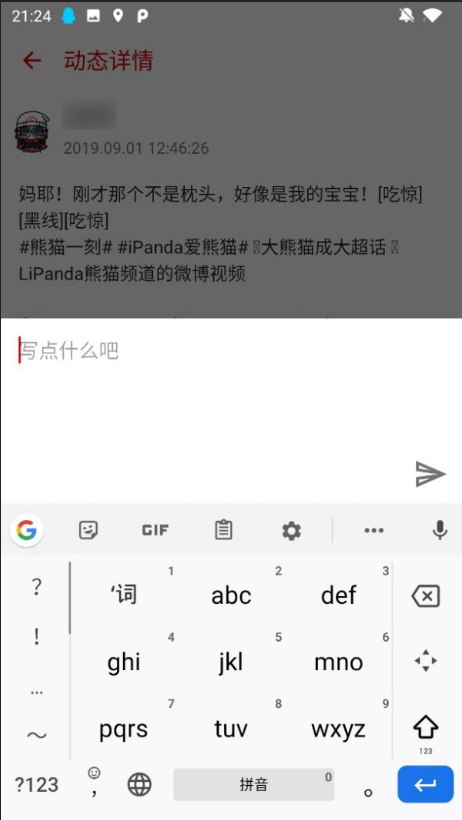 21:24
动态详情
2019.09.01 12:46:26
妈耶！刚才那个不是枕头，好像是我的宝宝！[吃惊]
[黑线][吃惊]
#熊猫一刻# #iPanda爱熊猫# 大熊猫成大超话
LiPanda熊猫频道的微博视频
写点什么吧
GIF
？ '词 1 abc 2 def 3
！ ghi 4 jkl 5 mno 6
… pqrs 7 tuv 8 wxyz 9
～ 123
?123 , 拼音 0 。